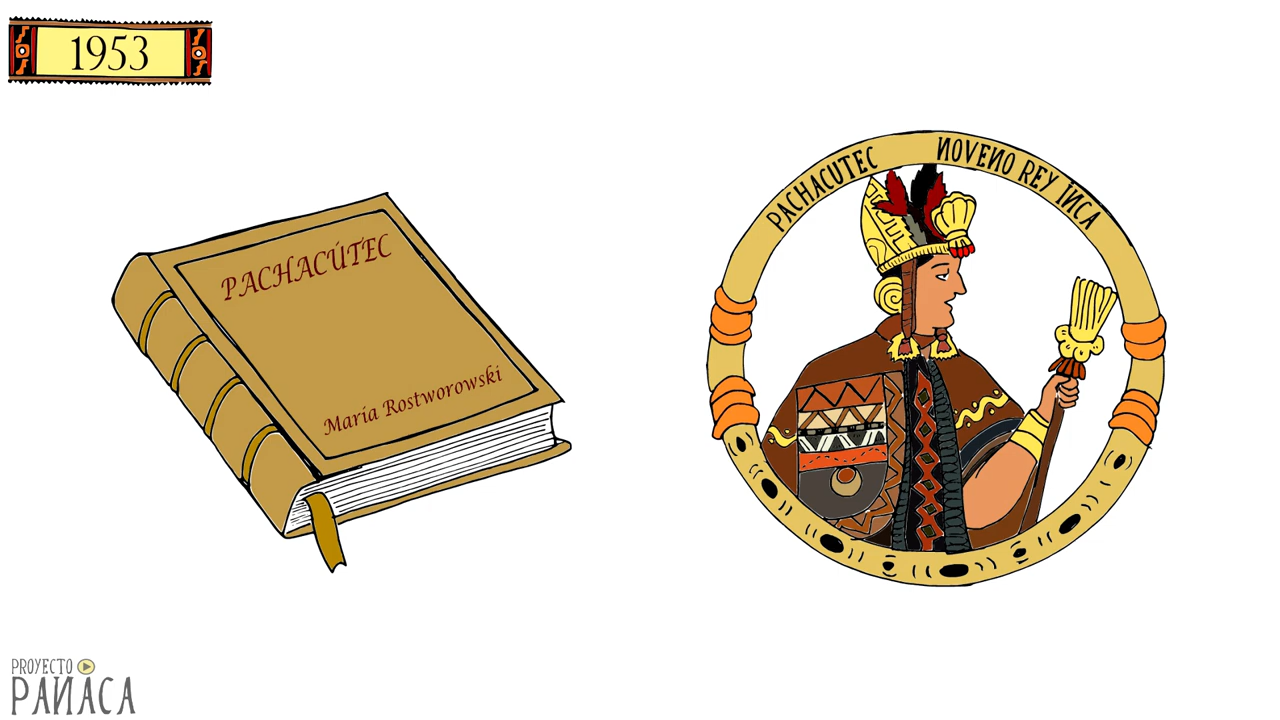 1953
PACHACÚTEC
Maria Rostworowski
PACHACUTEC NOVENO REY INCA
PROYECTO
PANACA